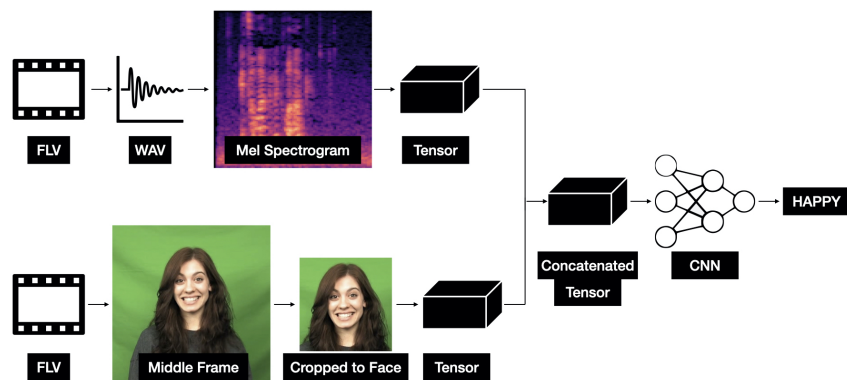 FLV
WAV
Mel Spectrogram
Tensor
HAPPY
Concatenated
Tensor
CNN
FLV
Middle Frame
Cropped to Face
Tensor